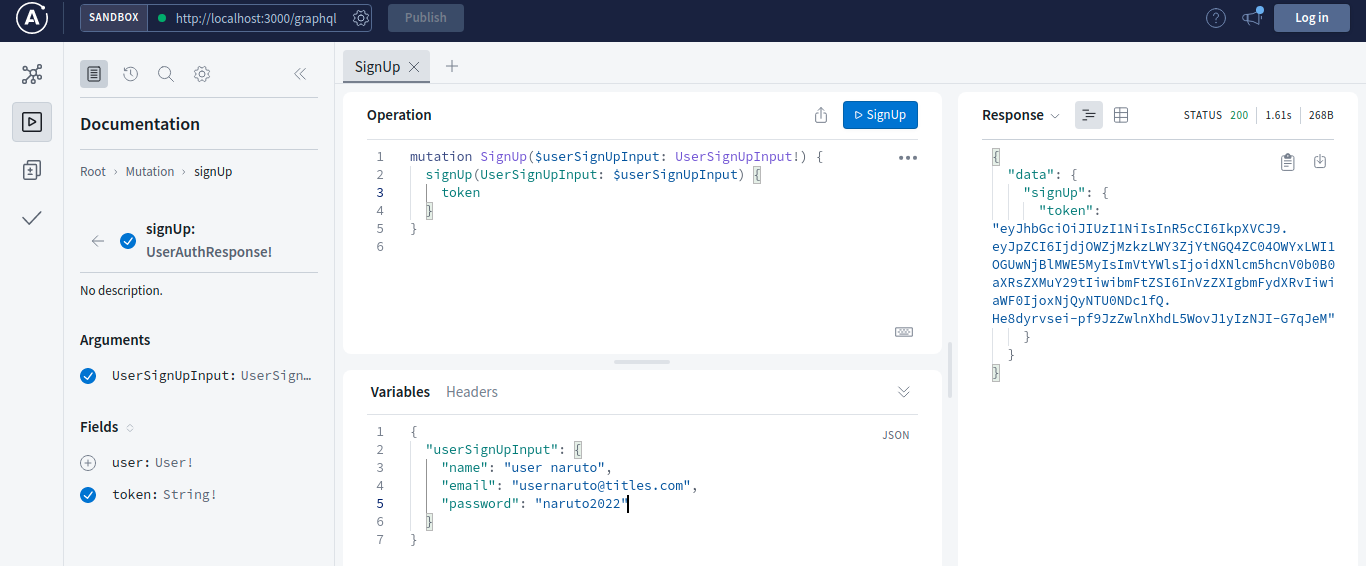 SANDBOX
http://localhost:3000/graphql
Publish
Log in
Documentation
Root › Mutation › signUp
signUp:
UserAuthResponse!
No description.
Arguments
UserSignUpInput: UserSign…
Fields
user: User!
token: String!
SignUp
Operation
SignUp
1 mutation SignUp($userSignUpInput: UserSignUpInput!) {
2 signUp(UserSignUpInput: $userSignUpInput) {
3 token
4 }
5 }
6
Variables Headers
JSON
1 {
2 "userSignUpInput": {
3 "name": "user naruto",
4 "email": "usernaruto@titles.com",
5 "password": "naruto2022"
6 }
7 }
Response
STATUS 200 1.61s 268B
{
"data": {
"signUp": {
"token":
"eyJhbGciOiJIUzI1NiIsInR5cCI6IkpXVCJ9.
eyJpZCI6IjdjOWZjMzkzLWY3ZjYtNGQ4ZC04OWYxLWI1
OGUwNjBlMWE5MyIsImVtYWlsIjoidXNlcm5hcnV0b0B0
aXRsZXMuY29tIiwibmFtZSI6InVzZXIgbmFydXRvIiwi
aWF0IjoxNjQyNTU0NDc1fQ.
He8dyrvsei-pf9JzZwlnXhdL5WovJ1yIzNJI-G7qJeM"
}
}
}